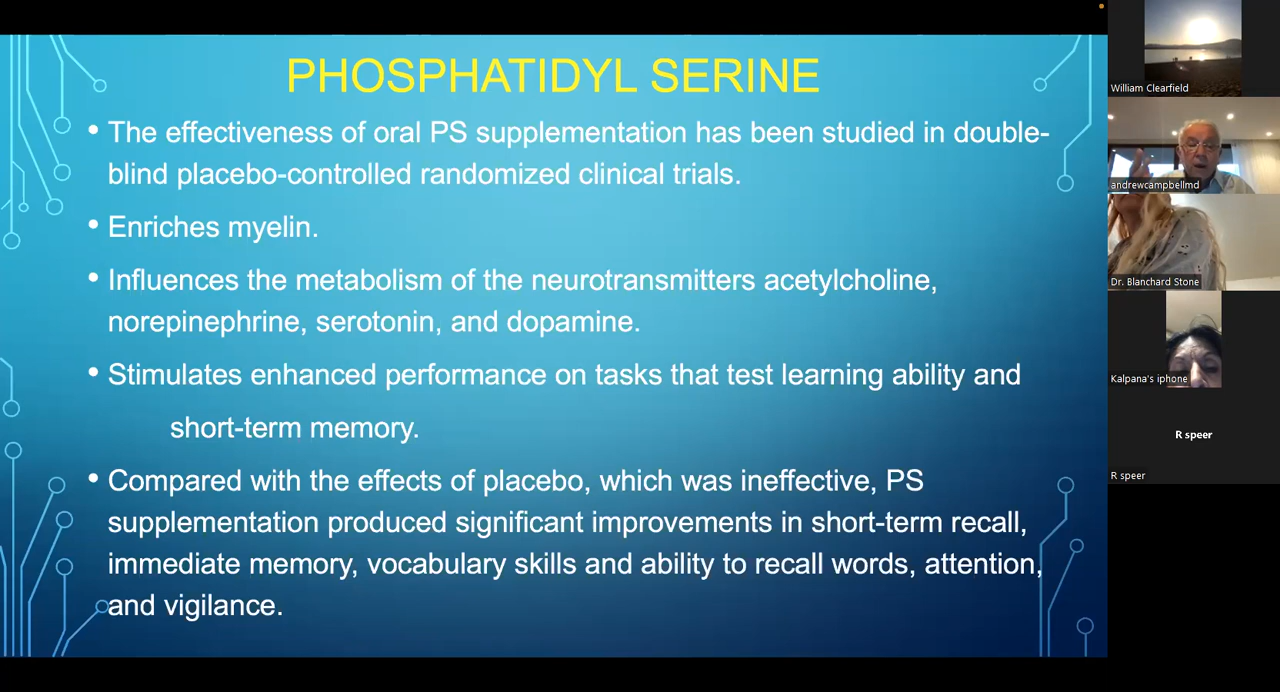 PHOSPHATIDYL SERINE
• The effectiveness of oral PS supplementation has been studied in double-
blind placebo-controlled randomized clinical trials.
• Enriches myelin.
• Influences the metabolism of the neurotransmitters acetylcholine,
norepinephrine, serotonin, and dopamine.
• Stimulates enhanced performance on tasks that test learning ability and
short-term memory.
• Compared with the effects of placebo, which was ineffective, PS
supplementation produced significant improvements in short-term recall,
immediate memory, vocabulary skills and ability to recall words, attention,
and vigilance.
William Clearfield
andrewcampbellmd
Dr. Blanchard Stone
Kalpana's iphone
R speer
R speer